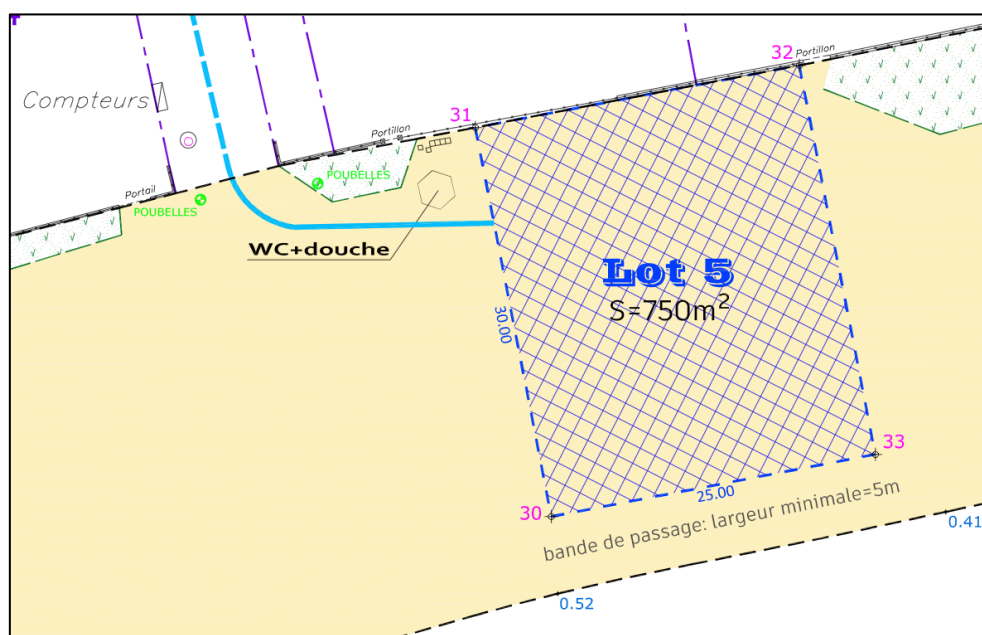 32
Portillon
Compteurs
31
Portillon
POUBELLES
Portail
POUBELLES
WC+douche
Lot 5
S=750m²
30.00
33
25.00
30
bande de passage: largeur minimale=5m
0.41
0.52